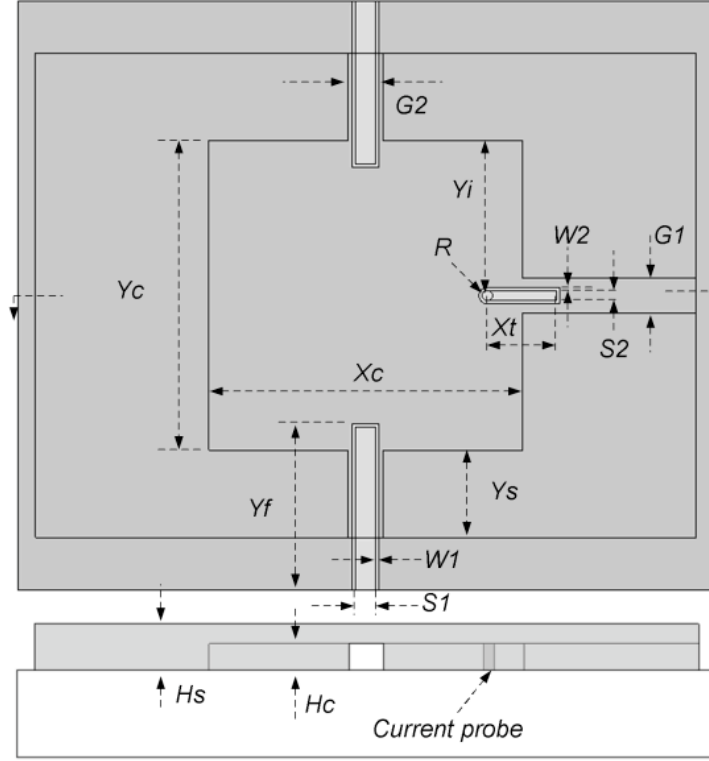 G2
Yi
W2
G1
R
Yc
Xt
S2
Xc
Yf
Ys
W1
S1
Hs
Hc
Current probe